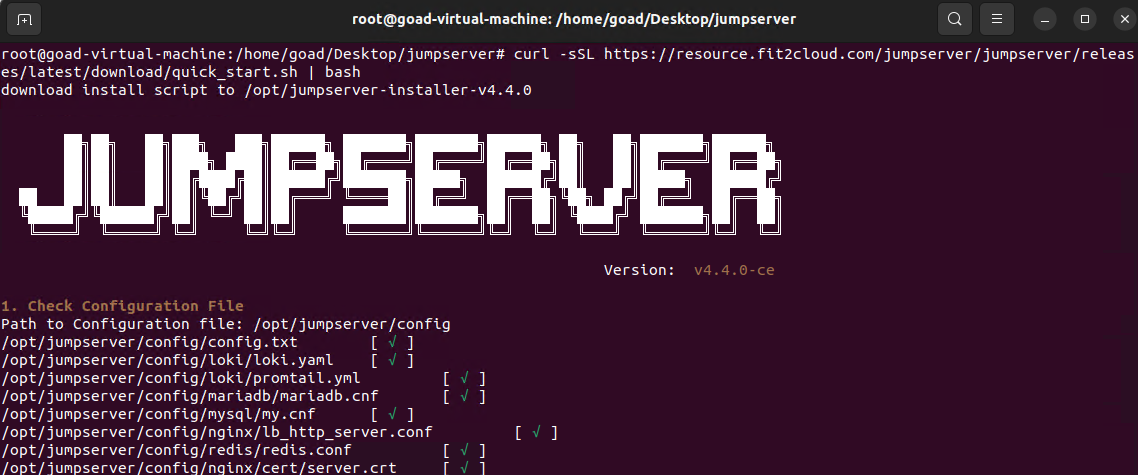 root@goad-virtual-machine: /home/goad/Desktop/jumpserver
root@goad-virtual-machine:/home/goad/Desktop/jumpserver# curl -sSL https://resource.fit2cloud.com/jumpserver/jumpserver/releas
es/latest/download/quick_start.sh | bash
download install script to /opt/jumpserver-installer-v4.4.0
JUMPSERVER
Version:  v4.4.0-ce
1. Check Configuration File
Path to Configuration file: /opt/jumpserver/config
/opt/jumpserver/config/config.txt        [ √ ]
/opt/jumpserver/config/loki/loki.yaml    [ √ ]
/opt/jumpserver/config/loki/promtail.yml         [ √ ]
/opt/jumpserver/config/mariadb/mariadb.cnf       [ √ ]
/opt/jumpserver/config/mysql/my.cnf      [ √ ]
/opt/jumpserver/config/nginx/lb_http_server.conf         [ √ ]
/opt/jumpserver/config/redis/redis.conf          [ √ ]
/opt/jumpserver/config/nginx/cert/server.crt     [ √ ]